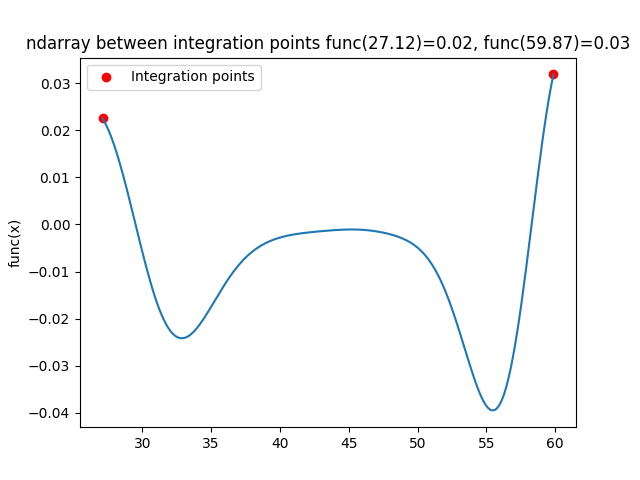 ndarray between integration points func(27.12)=0.02, func(59.87)=0.03
Integration points
func(x)
0.03
0.02
0.01
0.00
−0.01
−0.02
−0.03
−0.04
30 35 40 45 50 55 60